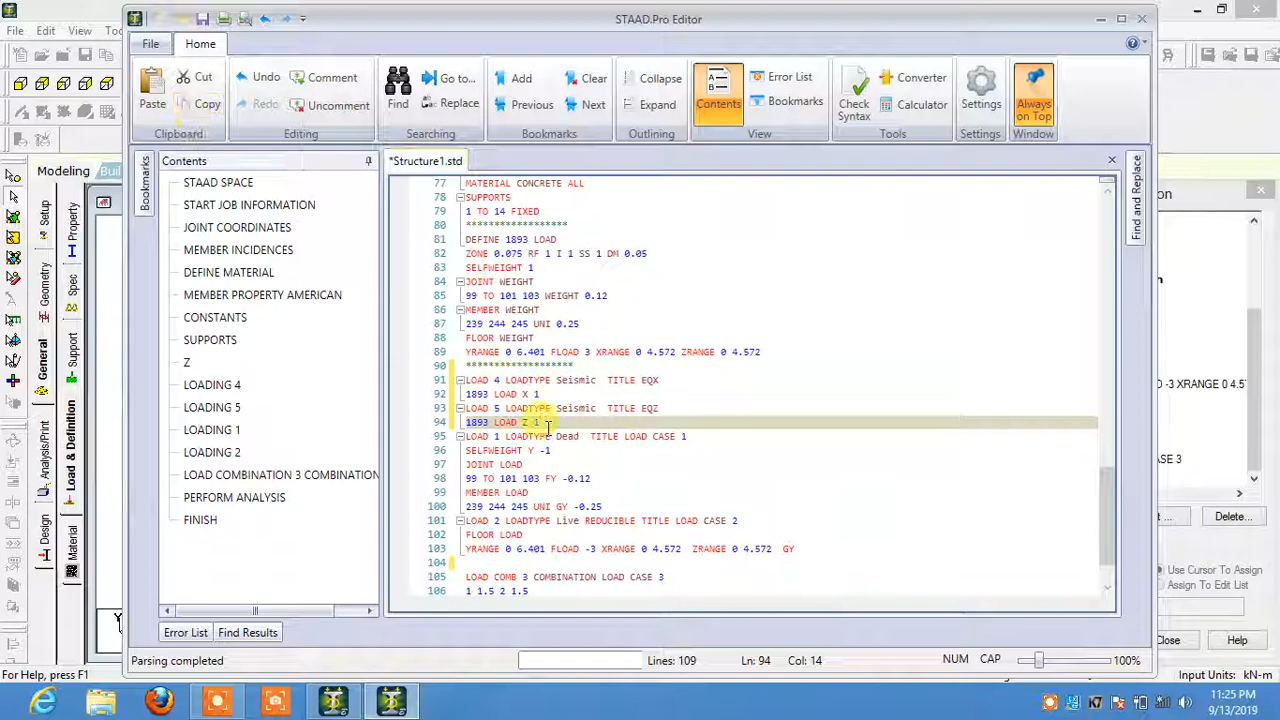 STAAD.Pro Editor
File Edit View Too
File Home
Paste Cut Copy
Undo Redo Comment Uncomment
Find Go to... Replace
Add Previous Clear Next
Collapse Expand
Contents Error List Bookmarks
Check Syntax Converter Calculator
Settings Always on Top
Clipboard Editing Searching Bookmarks Outlining View Tools Settings Window
Bookmarks
Contents
*Structure1.std
Find and Replace
Modeling Buil
Setup Property
Geometry Spec
General Support
Load & Definition
Analysis/Print
Design Material
STAAD SPACE
START JOB INFORMATION
JOINT COORDINATES
MEMBER INCIDENCES
DEFINE MATERIAL
MEMBER PROPERTY AMERICAN
CONSTANTS
SUPPORTS
Z
LOADING 4
LOADING 5
LOADING 1
LOADING 2
LOAD COMBINATION 3 COMBINATION
PERFORM ANALYSIS
FINISH
77 MATERIAL CONCRETE ALL
78 SUPPORTS
79 1 TO 14 FIXED
80 ******************
81 DEFINE 1893 LOAD
82 ZONE 0.075 RF 1 I 1 SS 1 DM 0.05
83 SELFWEIGHT 1
84 JOINT WEIGHT
85 99 TO 101 103 WEIGHT 0.12
86 MEMBER WEIGHT
87 239 244 245 UNI 0.25
88 FLOOR WEIGHT
89 YRANGE 0 6.401 FLOAD 3 XRANGE 0 4.572 ZRANGE 0 4.572
90 *******************
91 LOAD 4 LOADTYPE Seismic TITLE EQX
92 1893 LOAD X 1
93 LOAD 5 LOADTYPE Seismic TITLE EQZ
94 1893 LOAD Z 1
95 LOAD 1 LOADTYPE Dead TITLE LOAD CASE 1
96 SELFWEIGHT Y -1
97 JOINT LOAD
98 99 TO 101 103 FY -0.12
99 MEMBER LOAD
100 239 244 245 UNI GY -0.25
101 LOAD 2 LOADTYPE Live REDUCIBLE TITLE LOAD CASE 2
102 FLOOR LOAD
103 YRANGE 0 6.401 FLOAD -3 XRANGE 0 4.572 ZRANGE 0 4.572 GY
104
105 LOAD COMB 3 COMBINATION LOAD CASE 3
106 1 1.5 2 1.5
tion
3 XRANGE 0 4
SE 3
t ... Delete...
Use Cursor To Assign
Assign To Edit List
Close Help
Error List Find Results
Parsing completed Lines: 109 Ln: 94 Col: 14 NUM CAP 100%
For Help, press F1
Input Units: kN-m
11:25 PM
9/13/2019